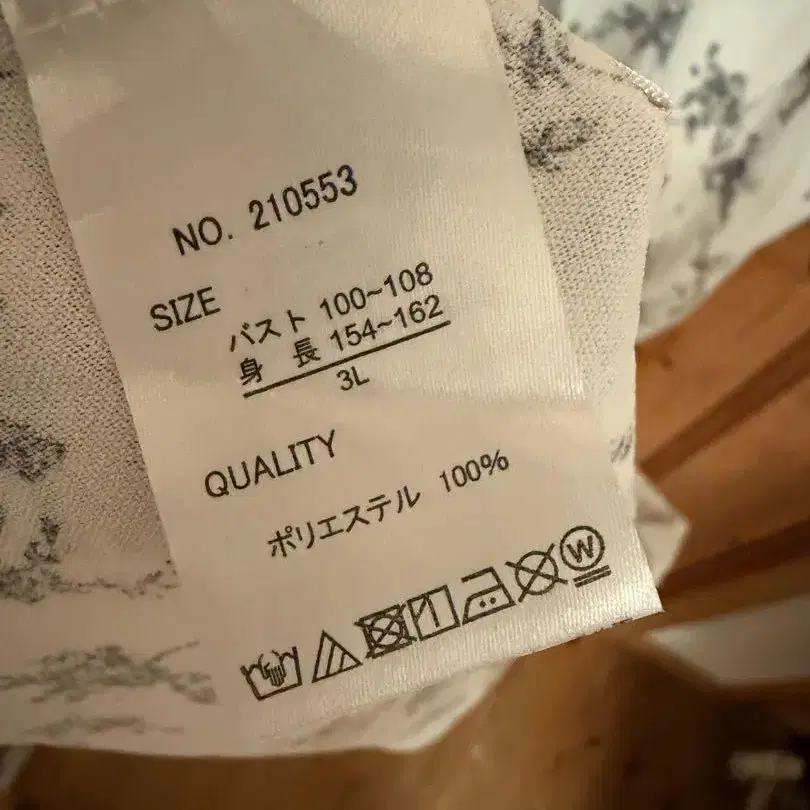 NO. 210553
SIZE
バスト 100~108
身 長 154~162
3L
QUALITY
ポリエステル 100%
W